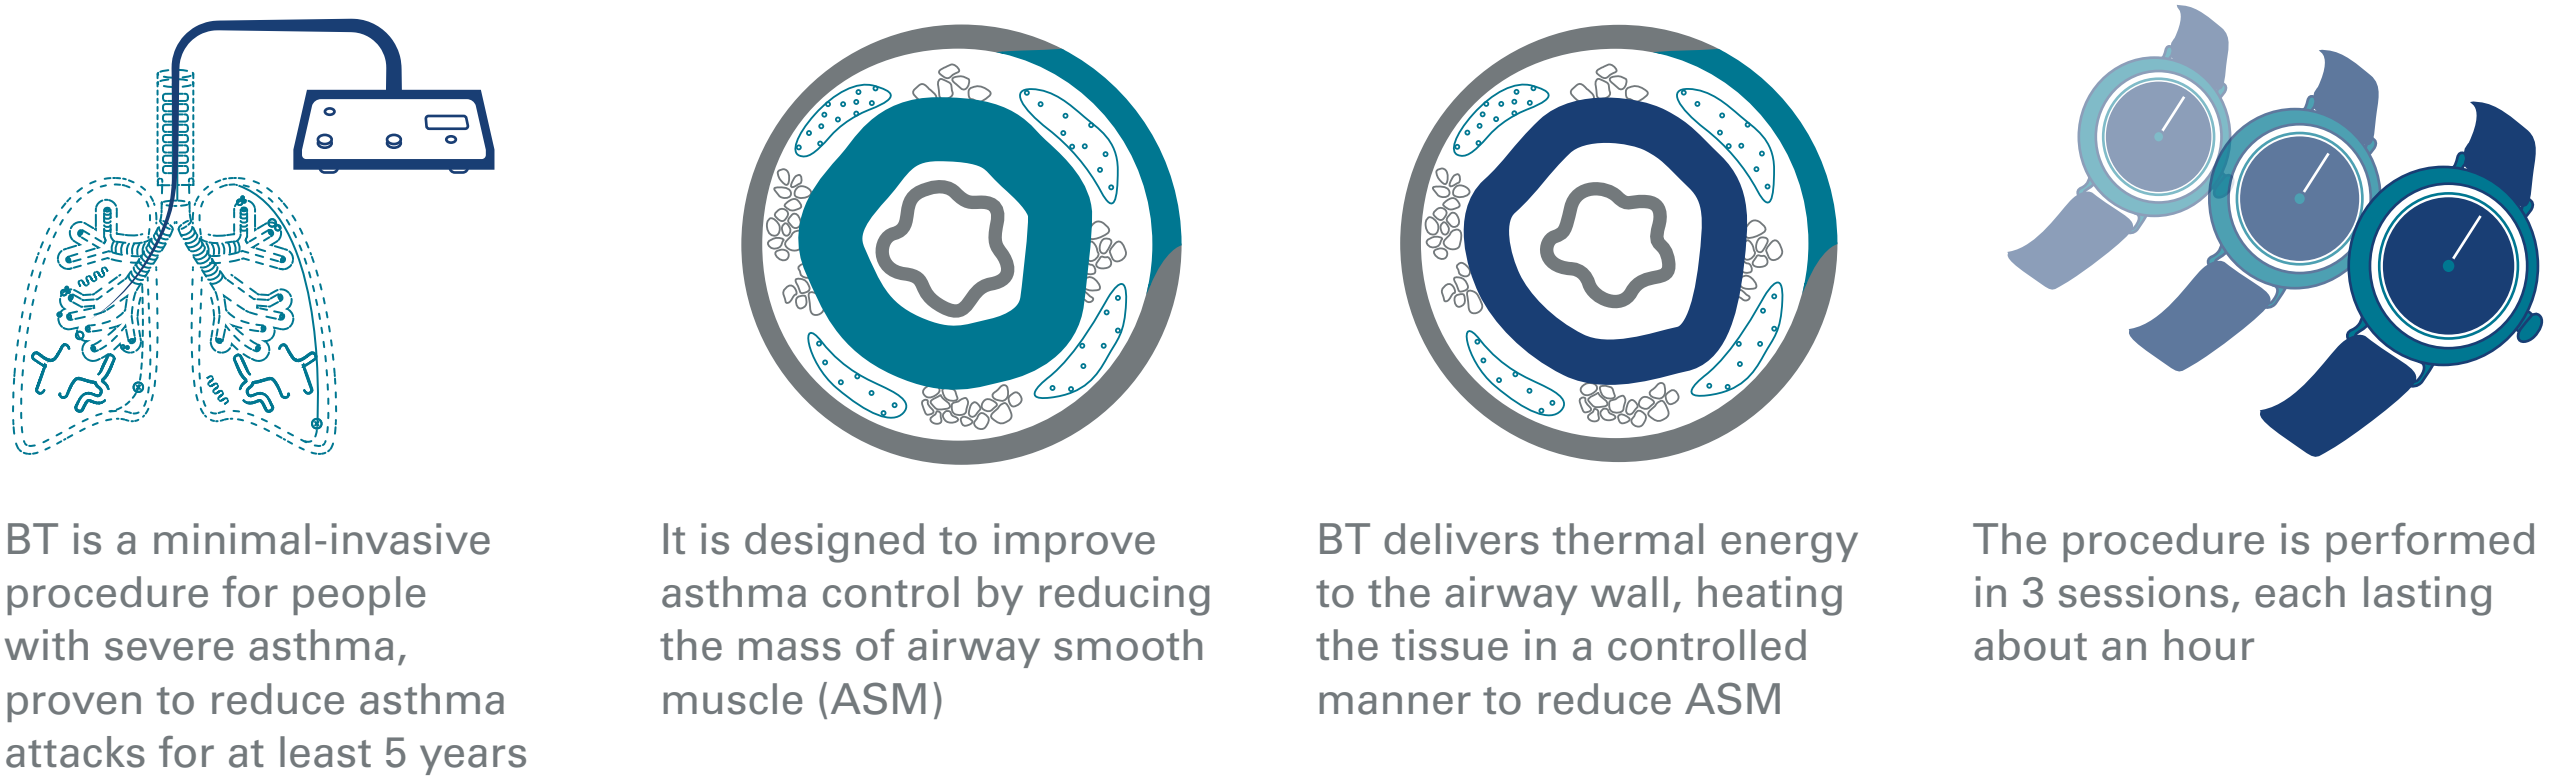 BT is a minimal-invasive
procedure for people
with severe asthma,
proven to reduce asthma
attacks for at least 5 years
It is designed to improve
asthma control by reducing
the mass of airway smooth
muscle (ASM)
BT delivers thermal energy
to the airway wall, heating
the tissue in a controlled
manner to reduce ASM
The procedure is performed
in 3 sessions, each lasting
about an hour